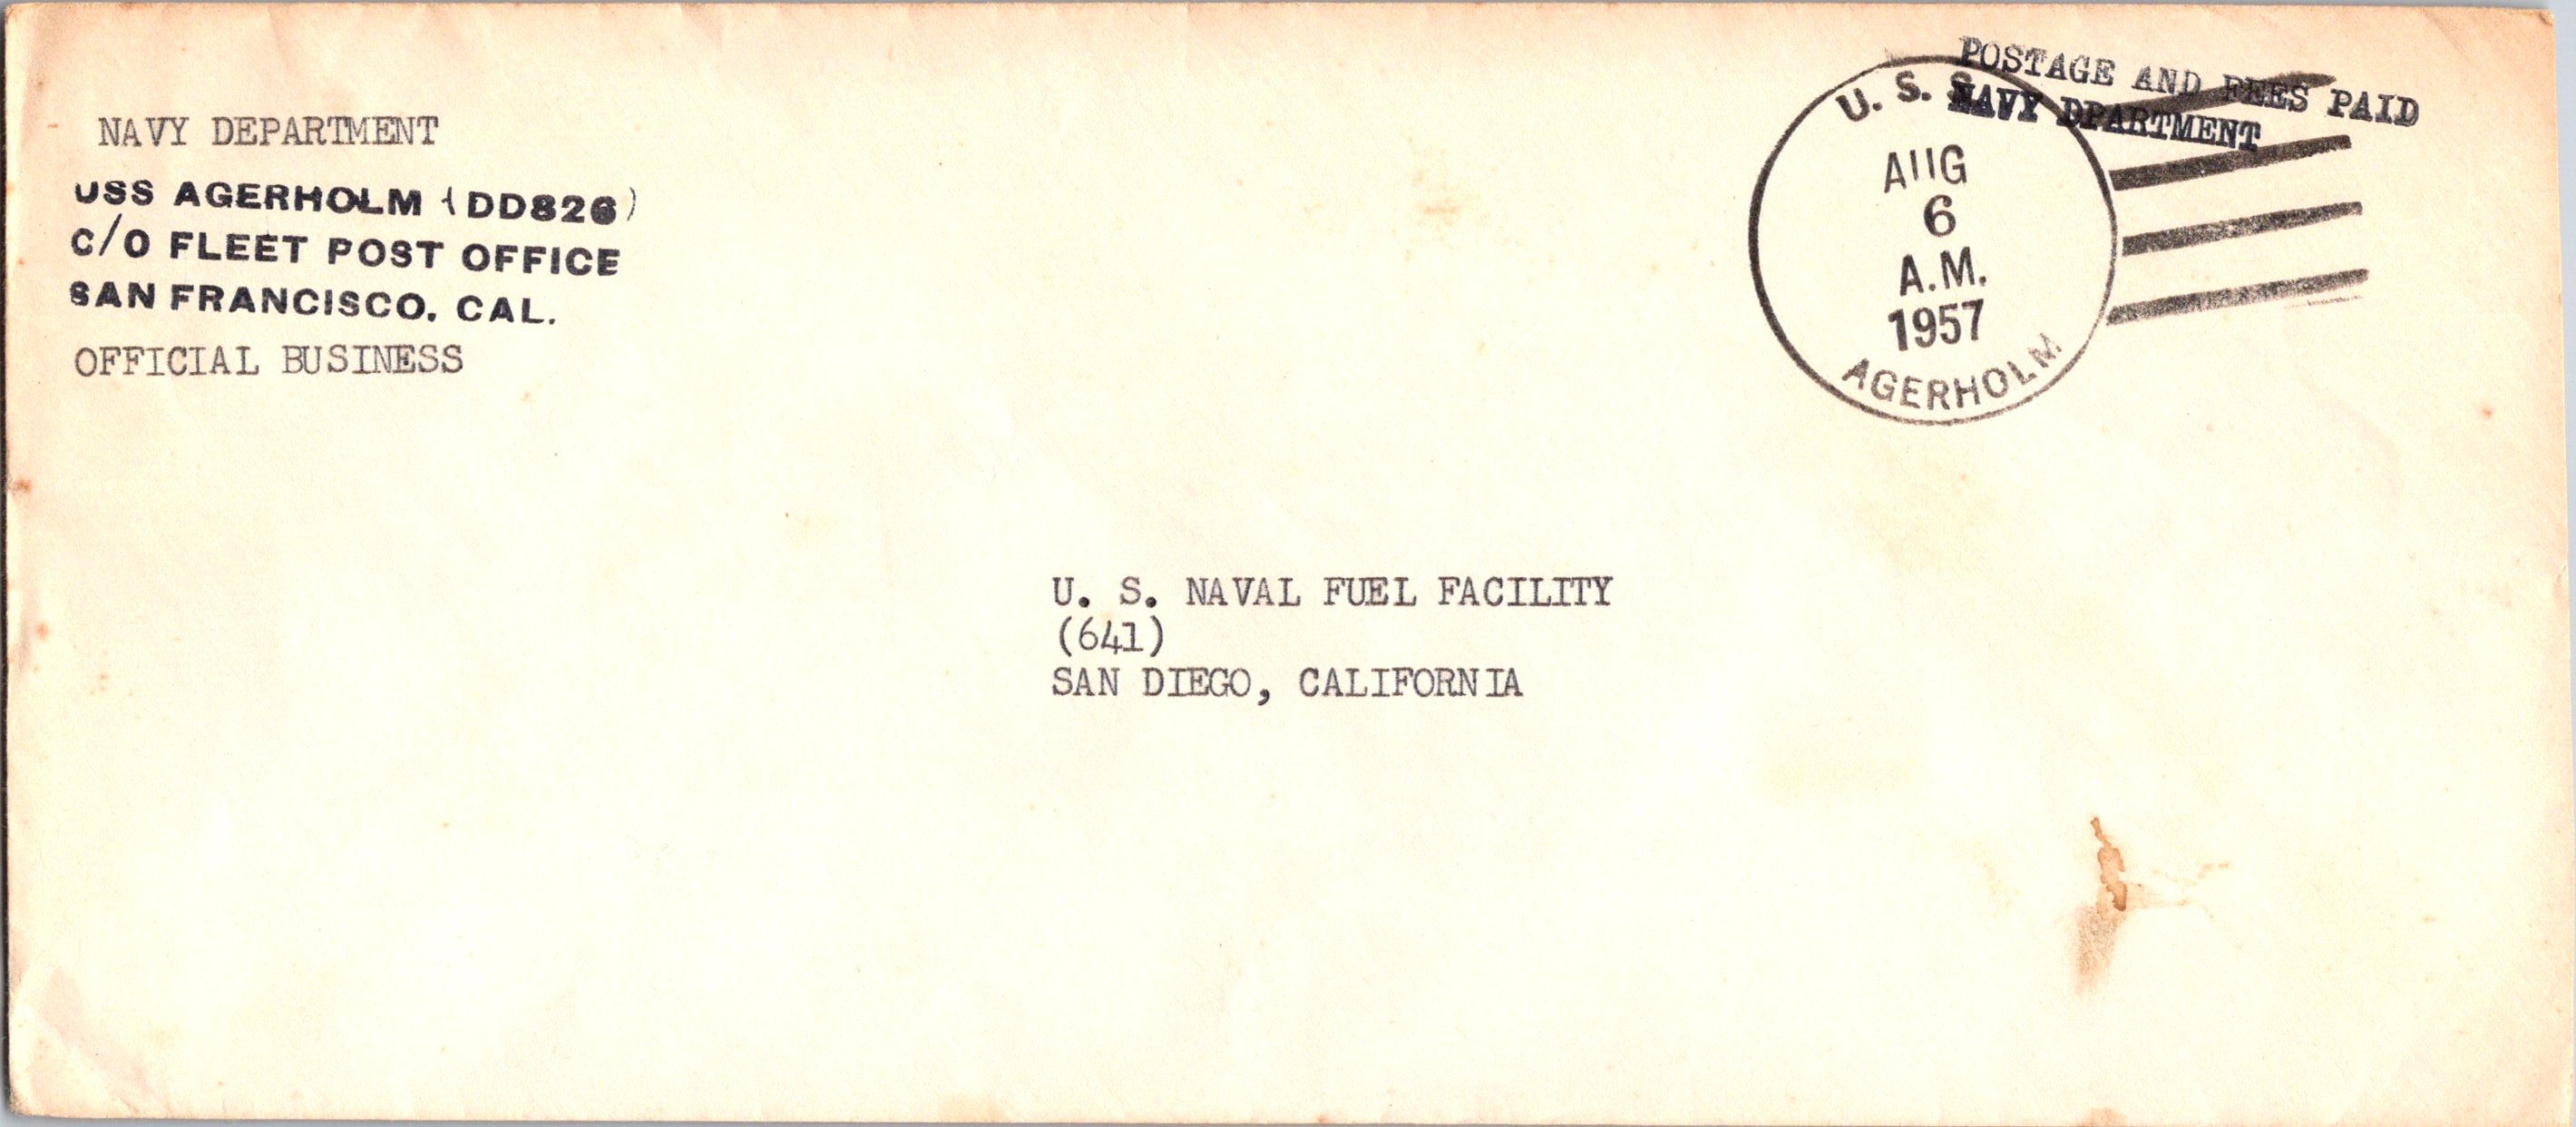 NAVY DEPARTMENT
USS AGERHOLM (DD826)
C/O FLEET POST OFFICE
SAN FRANCISCO. CAL.
OFFICIAL BUSINESS
POSTAGE AND FEES PAID
NAVY DPARTMENT
U. S. S.
AUG
6
A.M.
1957
AGERHOLM
U. S. NAVAL FUEL FACILITY
(641)
SAN DIEGO, CALIFORNIA